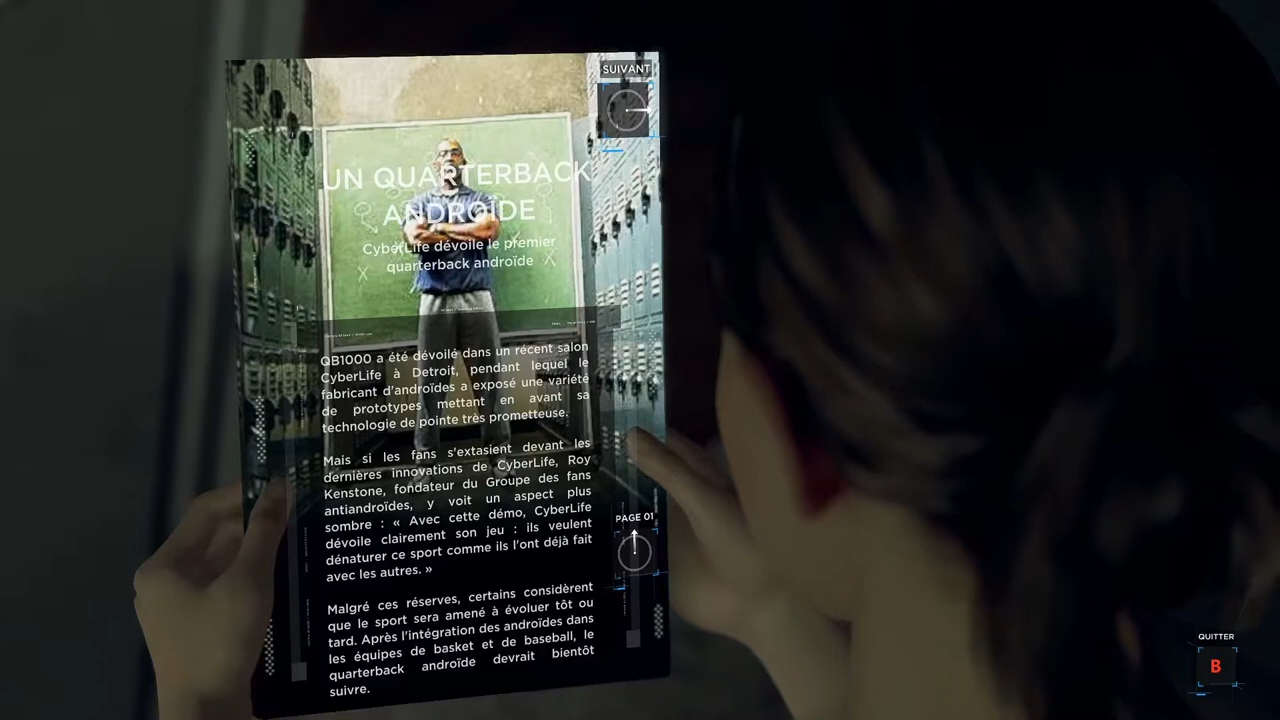 SUIVANT
UN QUARTERBACK
ANDROÏDE
CyberLife dévoile le premier
quarterback androïde
QB1000 a été dévoilé dans un récent salon
CyberLife à Detroit, pendant lequel le
fabricant d'androïdes a exposé une variété
de prototypes mettant en avant sa
technologie de pointe très prometteuse.
Mais si les fans s'extasient devant les
dernières innovations de CyberLife, Roy
Kenstone, fondateur du Groupe des fans
antiandroïdes, y voit un aspect plus
sombre : « Avec cette démo, CyberLife
dévoile clairement son jeu : ils veulent
dénaturer ce sport comme ils l'ont déjà fait
avec les autres. »
PAGE 01
Malgré ces réserves, certains considèrent
que le sport sera amené à évoluer tôt ou
tard. Après l'intégration des androïdes dans
les équipes de basket et de baseball, le
quarterback androïde devrait bientôt
suivre.
QUITTER
B